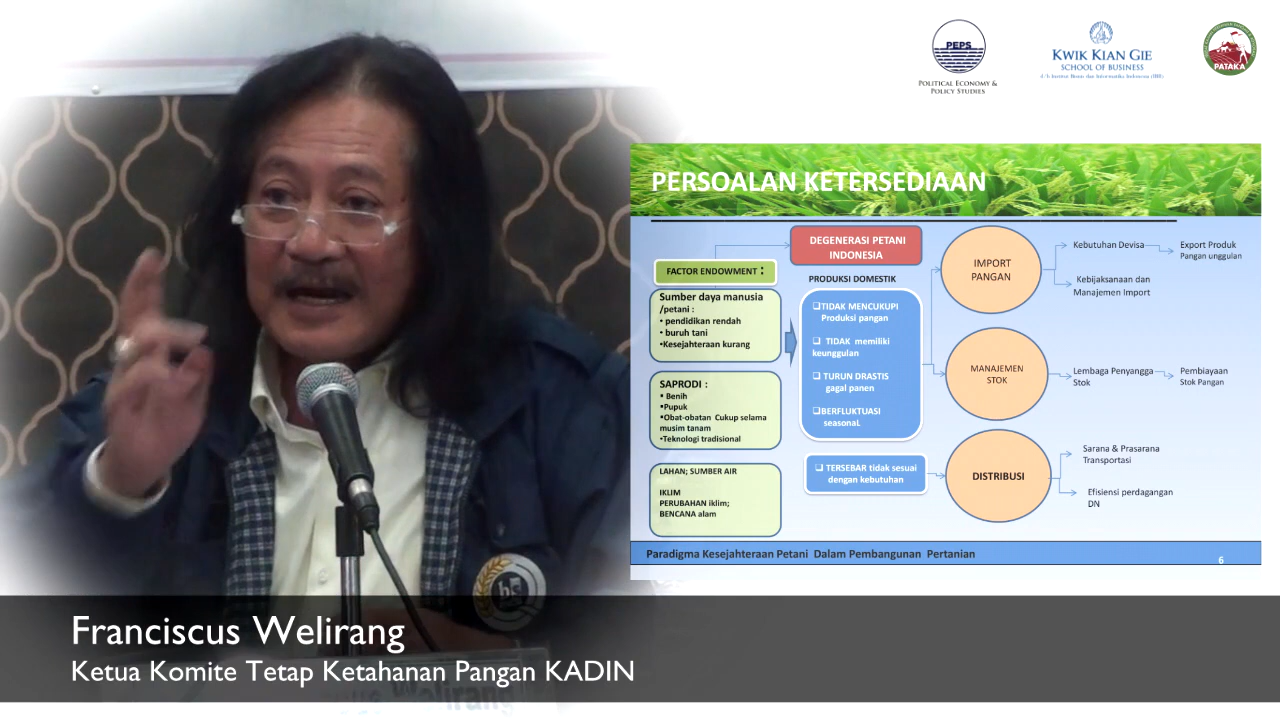 PEPS
POLITICAL ECONOMY &
POLICY STUDIES
KWIK KIAN GIE
SCHOOL OF BUSINESS
PATAKA
PERSOALAN KETERSEDIAAN
DEGENERASI PETANI
INDONESIA
FACTOR ENDOWMENT :
Sumber daya manusia
/petani :
• pendidikan rendah
• buruh tani
•Kesejahteraan kurang
SAPRODI :
▪ Benih
▪Pupuk
▪Obat-obatan Cukup selama
musim tanam
▪Teknologi tradisional
LAHAN; SUMBER AIR
IKLIM
PERUBAHAN iklim;
BENCANA alam
PRODUKSI DOMESTIK
❑TIDAK MENCUKUPI
Produksi pangan
❑ TIDAK memiliki
keunggulan
❑ TURUN DRASTIS
gagal panen
❑BERFLUKTUASI
seasonal.
❑ TERSEBAR tidak sesuai
dengan kebutuhan
IMPORT
PANGAN
Kebutuhan Devisa
Export Produk
Pangan unggulan
Kebijaksanaan dan
Manajemen Import
MANAJEMEN
STOK
Lembaga Penyangga
Stok
Pembiayaan
Stok Pangan
DISTRIBUSI
Sarana & Prasarana
Transportasi
Efisiensi perdagangan
DN
Paradigma Kesejahteraan Petani Dalam Pembangunan Pertanian
6
Franciscus Welirang
Ketua Komite Tetap Ketahanan Pangan KADIN